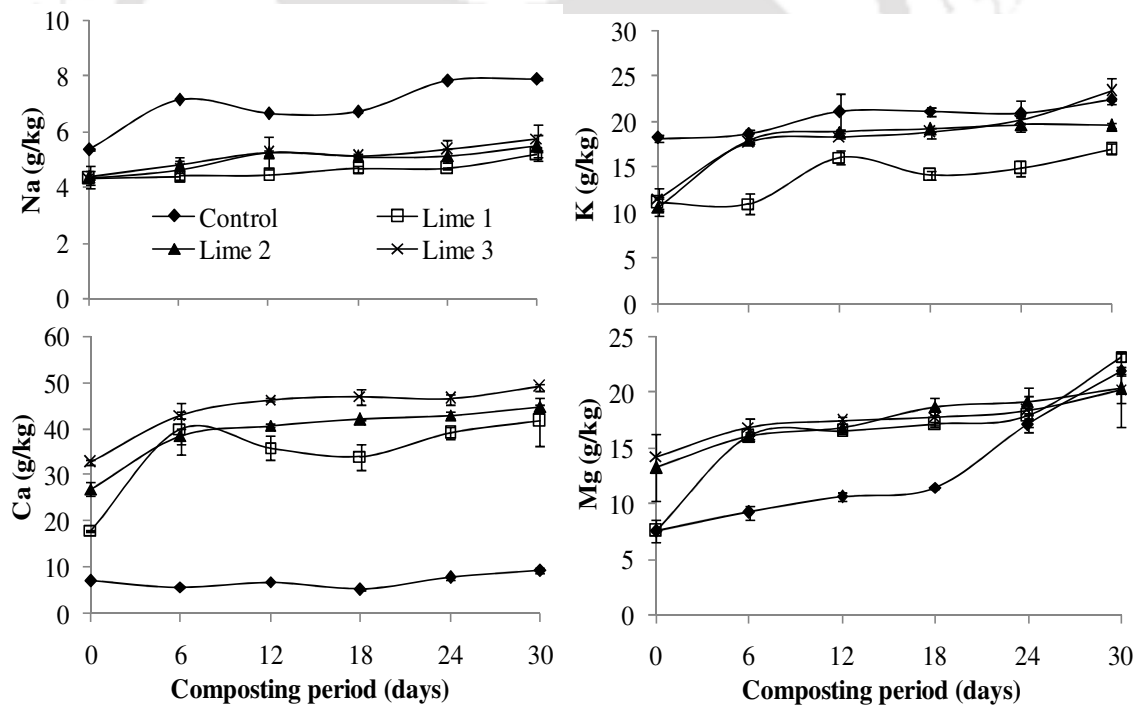 10
8
6
4
2
0
Na (g/kg)
Control
Lime 1
Lime 2
Lime 3
30
25
20
15
10
5
0
K (g/kg)
60
50
40
30
20
10
0
Ca (g/kg)
0 6 12 18 24 30
Composting period (days)
25
20
15
10
5
0
Mg (g/kg)
0 6 12 18 24 30
Composting period (days)